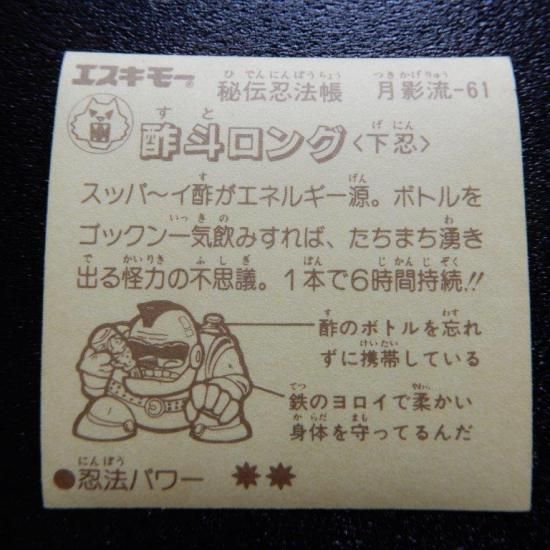 エスキモー 秘伝忍法帳 月影流-61
酢斗ロング〈下忍〉
スッパ〜イ酢がエネルギー源。ボトルを
ゴックン一気飲みすれば、たちまち湧き
出る怪力の不思議。1本で6時間持続!!
酢のボトルを忘れ
ずに携帯している
鉄のヨロイで柔かい
身体を守ってるんだ
●忍法パワー